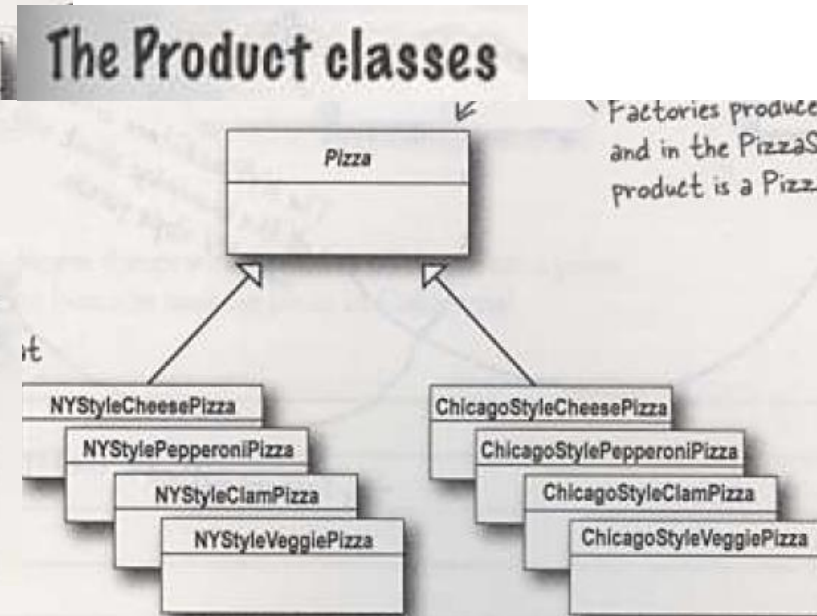 The Product classes
Factories produce
and in the PizzaS
product is a Pizz
Pizza
NYStyleCheesePizza
NYStylePepperoniPizza
NYStyleClamPizza
NYStyleVeggiePizza
ChicagoStyleCheesePizza
ChicagoStylePepperoniPizza
ChicagoStyleClamPizza
ChicagoStyleVeggiePizza